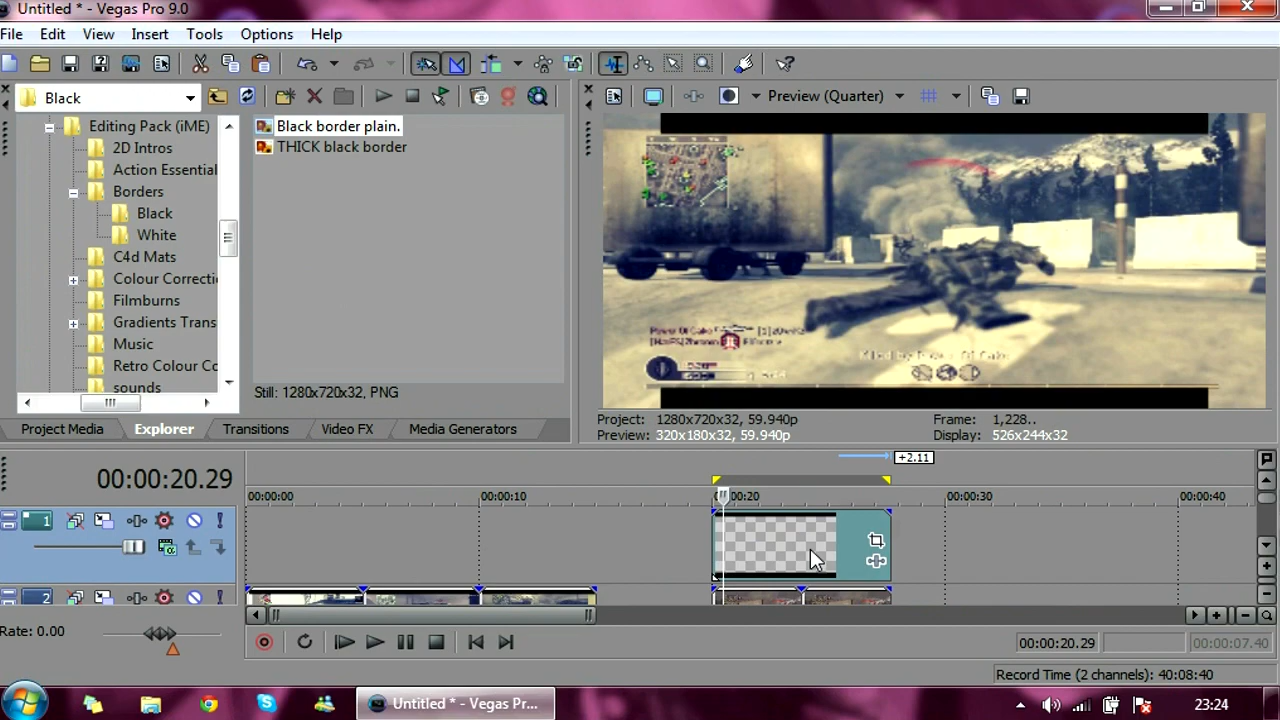 Untitled * - Vegas Pro 9.0
File Edit View Insert Tools Options Help
Black
Preview (Quarter)
Editing Pack (iME)
2D Intros
Action Essential
Borders
Black
White
C4d Mats
Colour Correcti
Filmburns
Gradients Trans
Music
Retro Colour Co
sounds
Black border plain.
THICK black border
Still: 1280x720x32, PNG
Project: 1280x720x32, 59.940p
Preview: 320x180x32, 59.940p
Frame: 1,228..
Display: 526x244x32
Project Media Explorer Transitions Video FX Media Generators
+2.11
00:00:20.29
00:00:00 00:00:10 00:00:20 00:00:30 00:00:40
1
2
Rate: 0.00
00:00:20.29 00:00:07.40
Record Time (2 channels): 40:08:40
Untitled * - Vegas Pr...
23:24